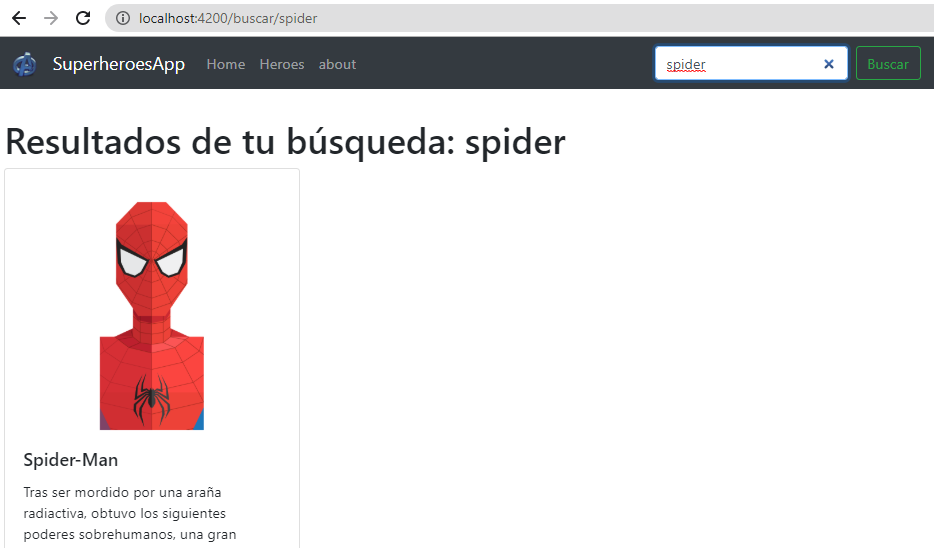 localhost:4200/buscar/spider
SuperheroesApp Home Heroes about spider Buscar
Resultados de tu búsqueda: spider
Spider-Man
Tras ser mordido por una araña
radiactiva, obtuvo los siguientes
poderes sobrehumanos, una gran